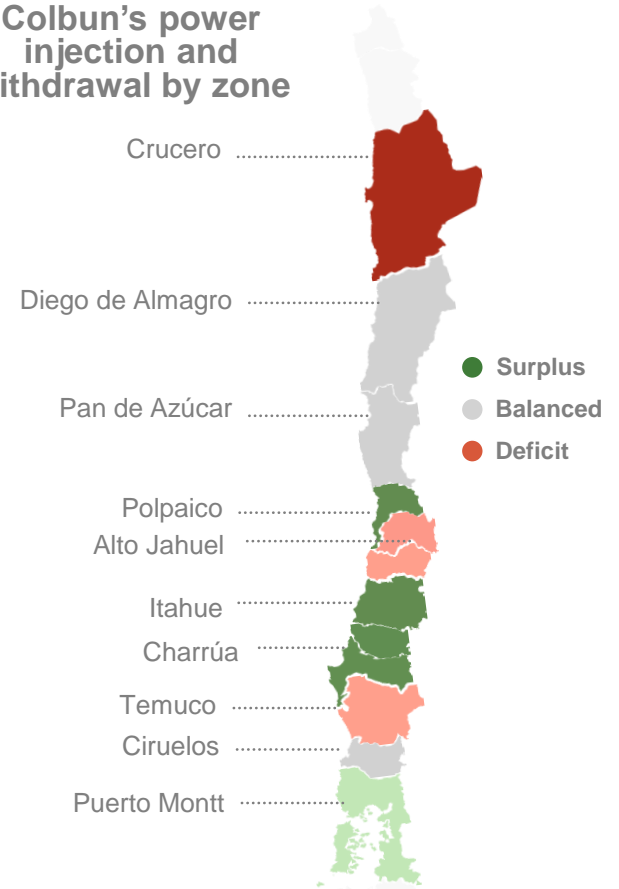 Colbun's power
injection and
ithdrawal by zone
Crucero
Diego de Almagro
Surplus
Pan de Azúcar
Balanced
Deficit
Polpaico
Alto Jahuel
Itahue
Charrúa
Temuco
Ciruelos
Puerto Montt